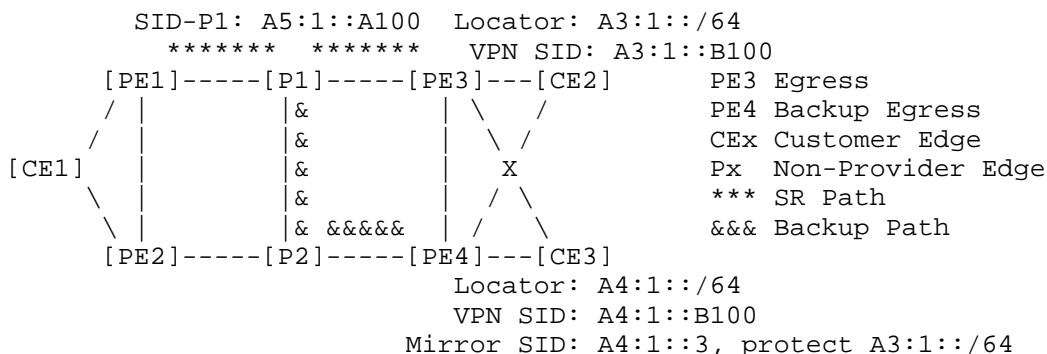 SID-P1: A5:1::A100 Locator: A3:1::/64
******* ******* VPN SID: A3:1::B100
[PE1]-----[P1]-----[PE3]---[CE2] PE3 Egress
/ | |& | \ / PE4 Backup Egress
/ | |& | \ / CEx Customer Edge
[CE1] | |& | X Px Non-Provider Edge
\ | |& | / \ *** SR Path
\ | |& &&&&& | / \ &&& Backup Path
[PE2]-----[P2]-----[PE4]---[CE3]
Locator: A4:1::/64
VPN SID: A4:1::B100
Mirror SID: A4:1::3, protect A3:1::/64